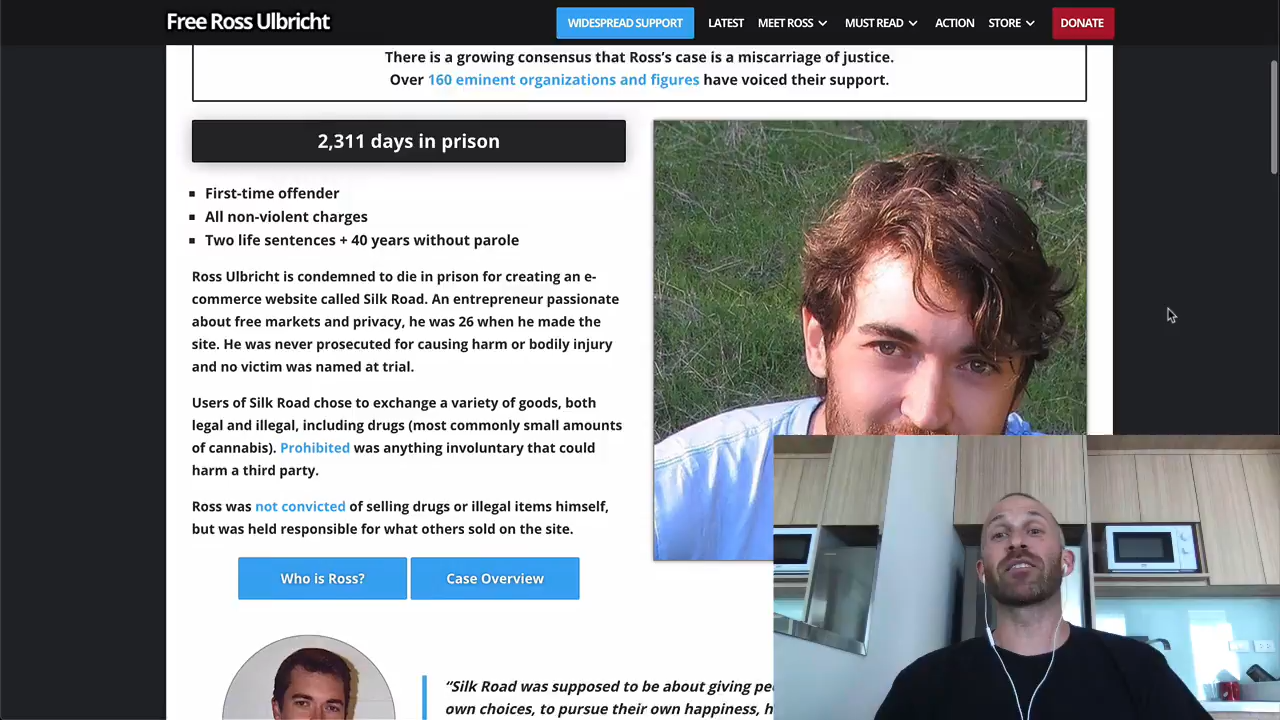 Free Ross Ulbricht
WIDESPREAD SUPPORT LATEST MEET ROSS MUST READ ACTION STORE DONATE
There is a growing consensus that Ross’s case is a miscarriage of justice.
Over 160 eminent organizations and figures have voiced their support.
2,311 days in prison
First-time offender
All non-violent charges
Two life sentences + 40 years without parole
Ross Ulbricht is condemned to die in prison for creating an e-
commerce website called Silk Road. An entrepreneur passionate
about free markets and privacy, he was 26 when he made the
site. He was never prosecuted for causing harm or bodily injury
and no victim was named at trial.
Users of Silk Road chose to exchange a variety of goods, both
legal and illegal, including drugs (most commonly small amounts
of cannabis). Prohibited was anything involuntary that could
harm a third party.
Ross was not convicted of selling drugs or illegal items himself,
but was held responsible for what others sold on the site.
Who is Ross? Case Overview
“Silk Road was supposed to be about giving
own choices, to pursue their own happiness,